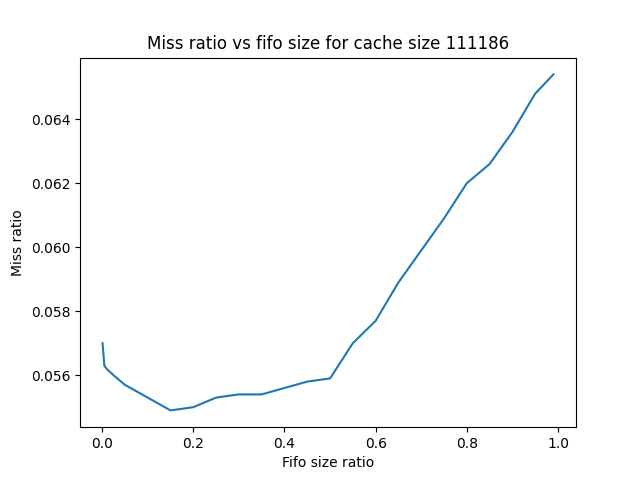 Miss ratio vs fifo size for cache size 111186
0.064
0.062
0.060
0.058
0.056
Miss ratio
0.0 0.2 0.4 0.6 0.8 1.0
Fifo size ratio